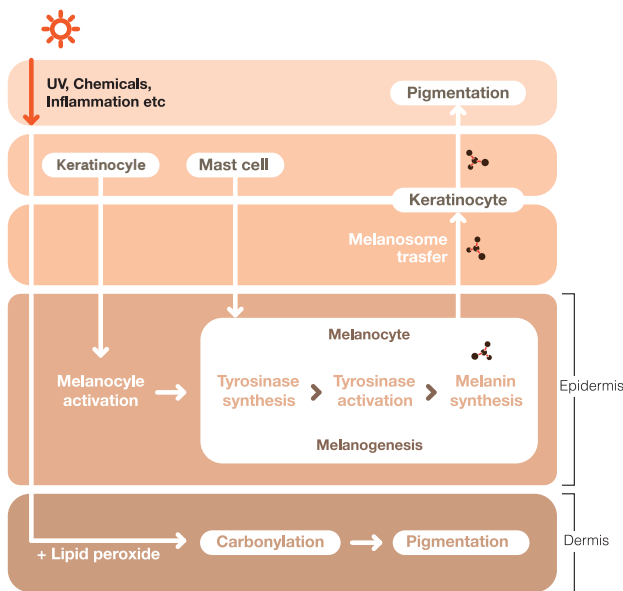 UV, Chemicals,
Inflammation etc
Pigmentation
Keratinocyle
Mast cell
Keratinocyte
Melanosome
trasfer
Melanocyte
Melanocyle
activation
Tyrosinase
synthesis
Tyrosinase
activation
Melanin
synthesis
Melanogenesis
Epidermis
+ Lipid peroxide
Carbonylation
Pigmentation
Dermis